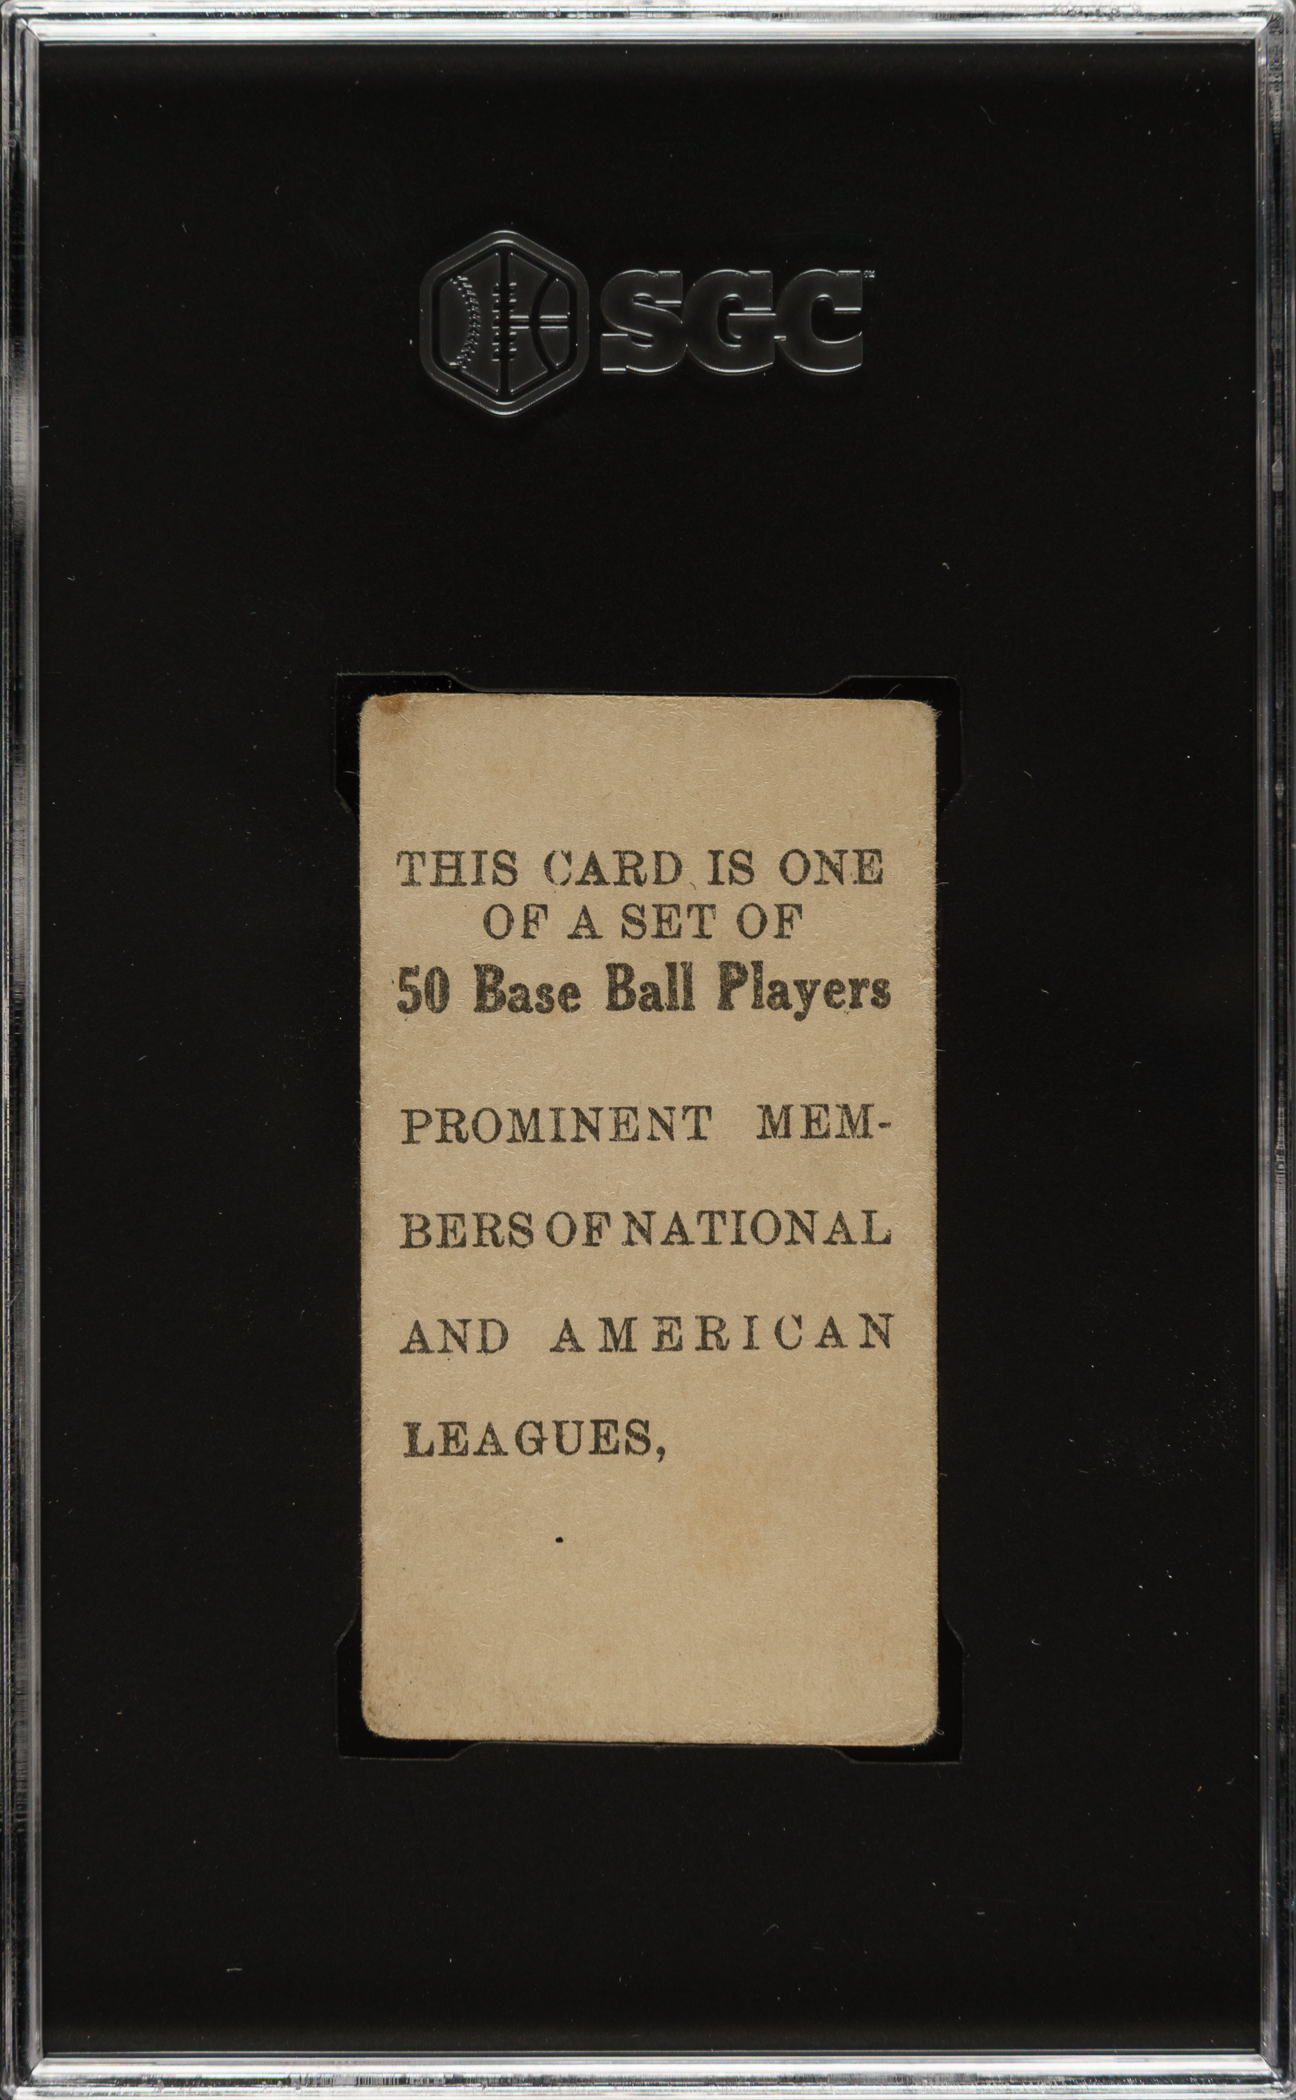 SGC™
THIS CARD IS ONE
OF A SET OF
50 Base Ball Players
PROMINENT MEM-
BERS OF NATIONAL
AND AMERICAN
LEAGUES,